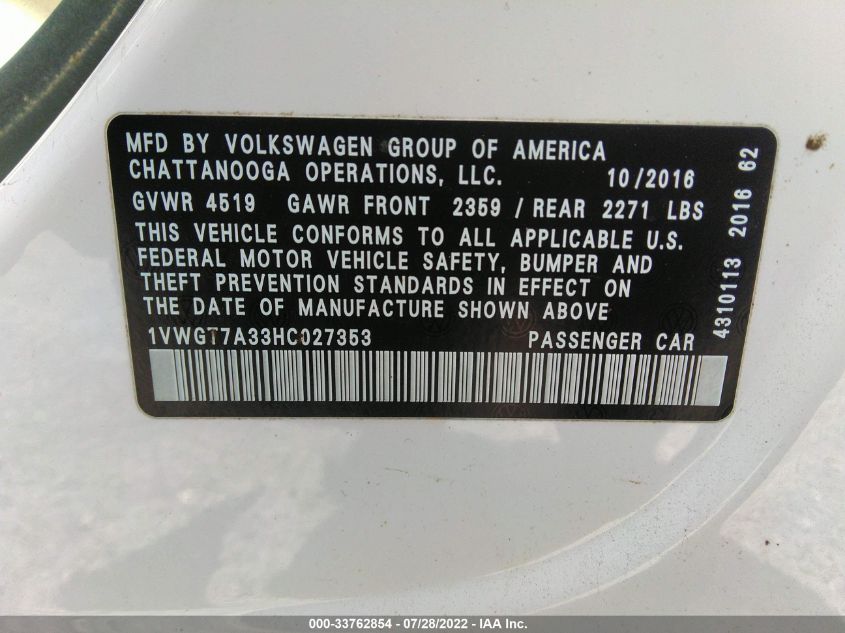 MFD BY VOLKSWAGEN GROUP OF AMERICA
CHATTANOOGA OPERATIONS, LLC. 10/2016
GVWR 4519 GAWR FRONT 2359 / REAR 2271 LBS
THIS VEHICLE CONFORMS TO ALL APPLICABLE U.S.
FEDERAL MOTOR VEHICLE SAFETY, BUMPER AND
THEFT PREVENTION STANDARDS IN EFFECT ON
THE DATE OF MANUFACTURE SHOWN ABOVE
1VWGT7A33HC027353 PASSENGER CAR
4310113 2016 62
000-33762854 - 07/28/2022 - IAA Inc.